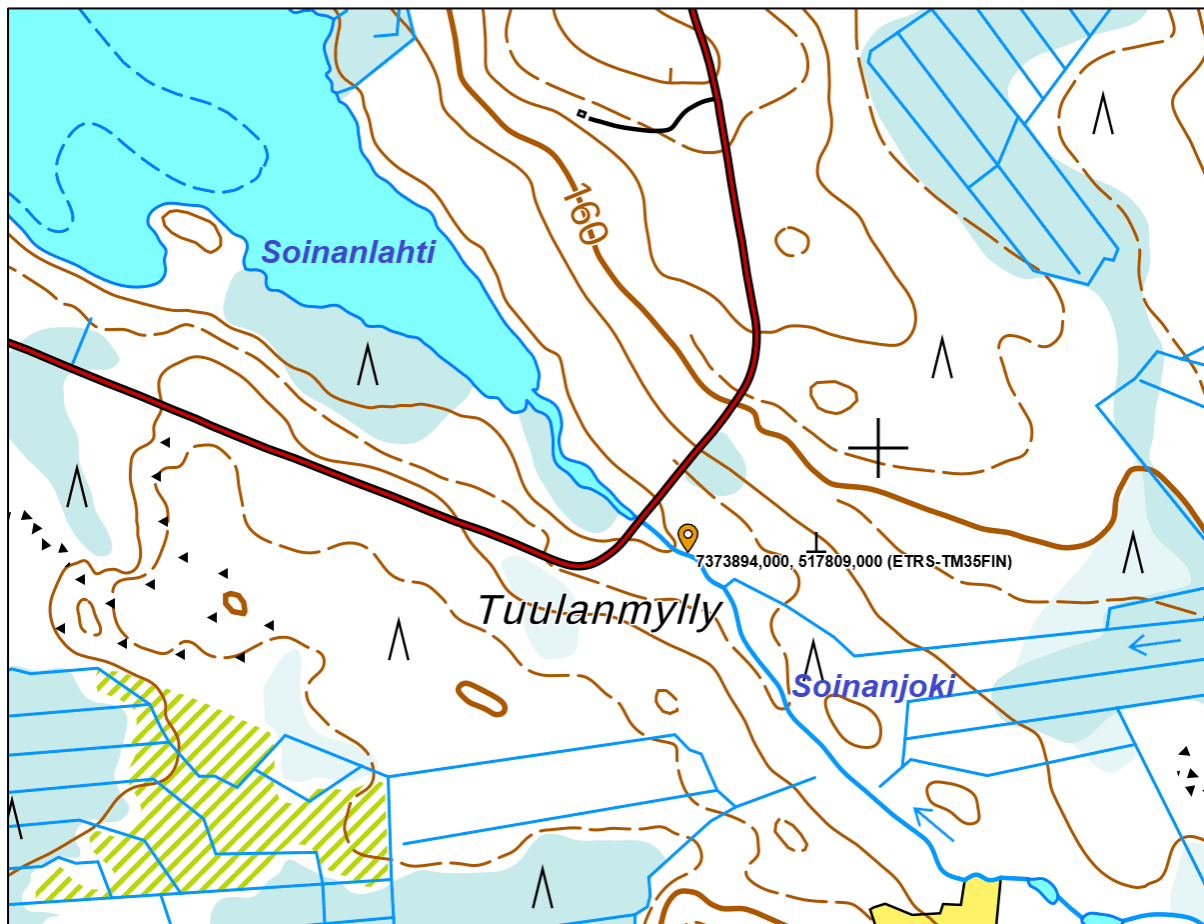 160
Soinanlahti
7373894,000, 517809,000 (ETRS-TM35FIN)
Tuulanmylly
Soinanjoki